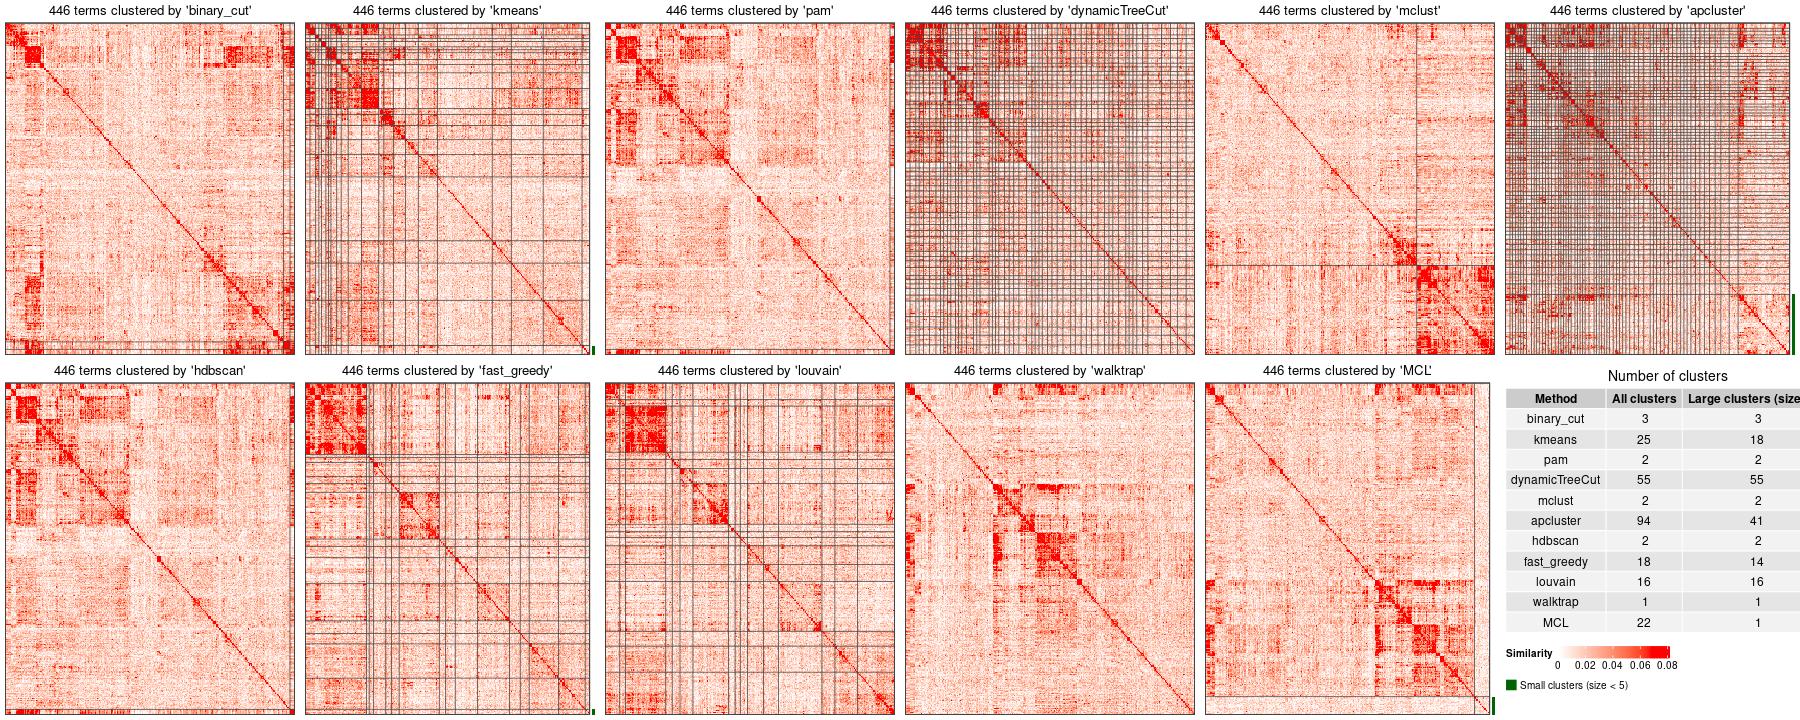 446 terms clustered by 'binary_cut'
446 terms clustered by 'kmeans'
446 terms clustered by 'pam'
446 terms clustered by 'dynamicTreeCut'
446 terms clustered by 'mclust'
446 terms clustered by 'apcluster'
446 terms clustered by 'hdbscan'
446 terms clustered by 'fast_greedy'
446 terms clustered by 'louvain'
446 terms clustered by 'walktrap'
446 terms clustered by 'MCL'
Number of clusters
Method All clusters Large clusters (size
binary_cut 3 3
kmeans 25 18
pam 2 2
dynamicTreeCut 55 55
mclust 2 2
apcluster 94 41
hdbscan 2 2
fast_greedy 18 14
louvain 16 16
walktrap 1 1
MCL 22 1
Similarity
0 0.02 0.04 0.06 0.08
Small clusters (size < 5)